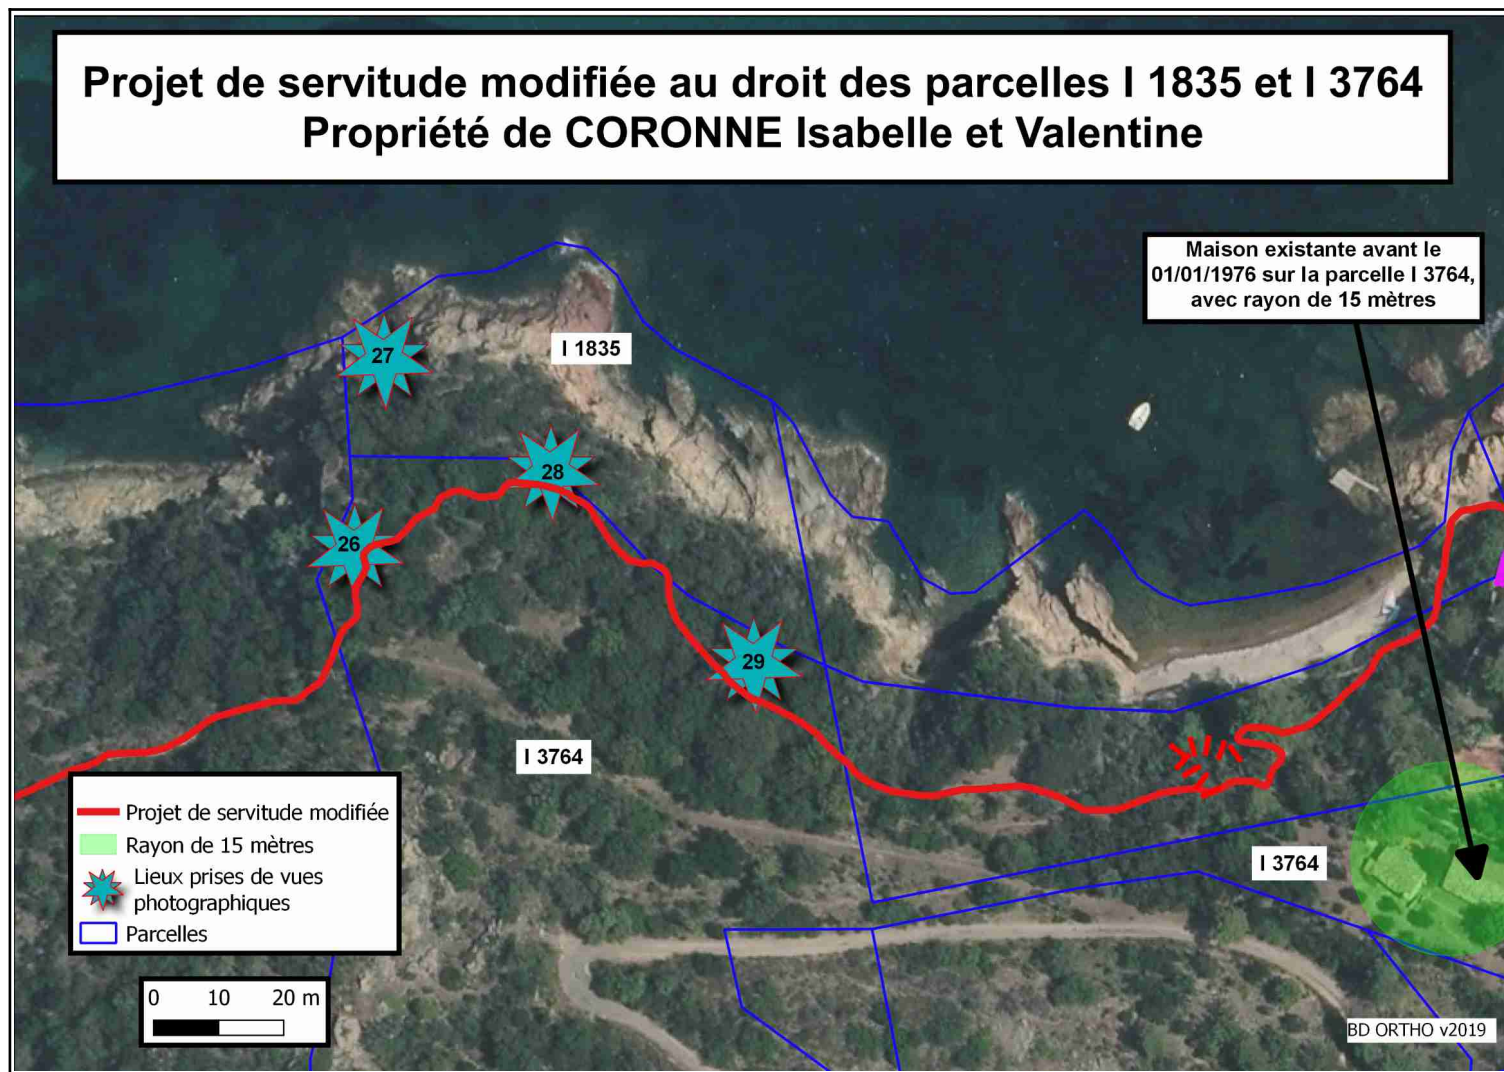 Projet de servitude modifiée au droit des parcelles I 1835 et I 3764
Propriété de CORONNE Isabelle et Valentine
Maison existante avant le
01/01/1976 sur la parcelle I 3764,
avec rayon de 15 mètres
27
I 1835
28
26
29
I 3764
I 3764
Projet de servitude modifiée
Rayon de 15 mètres
Lieux prises de vues
photographiques
Parcelles
0 10 20 m
BD ORTHO v2019